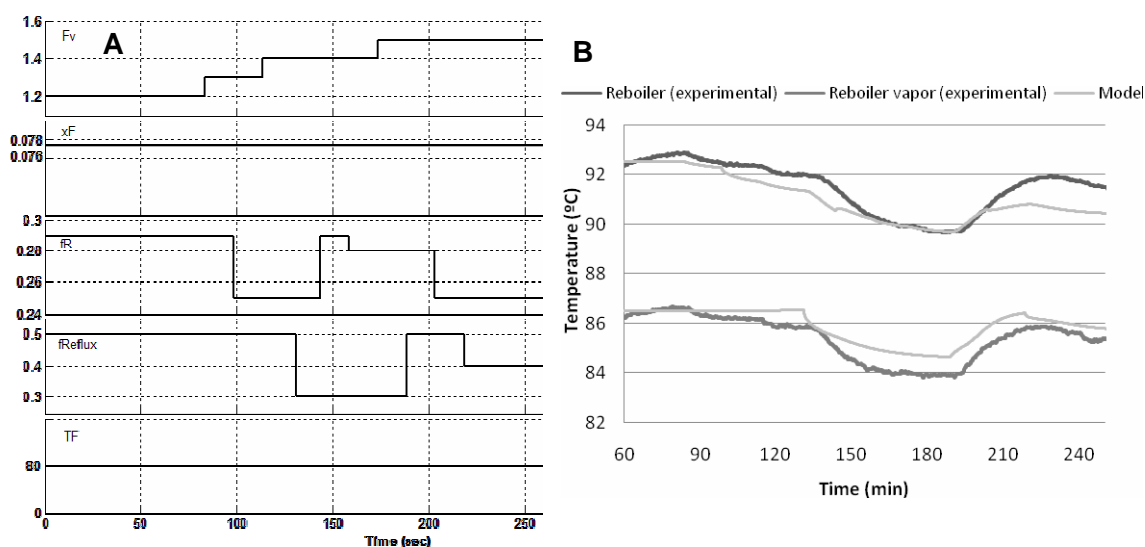 A
1.6
Fv
1.4
1.2
xF
0.078
0.076
0.3
fR
0.28
0.26
0.24
0.5
fReflux
0.4
0.3
TF
80
0
0 50 100 150 200 250
Time (sec)
B
Reboiler (experimental) Reboiler vapor (experimental) Model
94
92
90
88
86
84
82
Temperature (ºC)
60 90 120 150 180 210 240
Time (min)